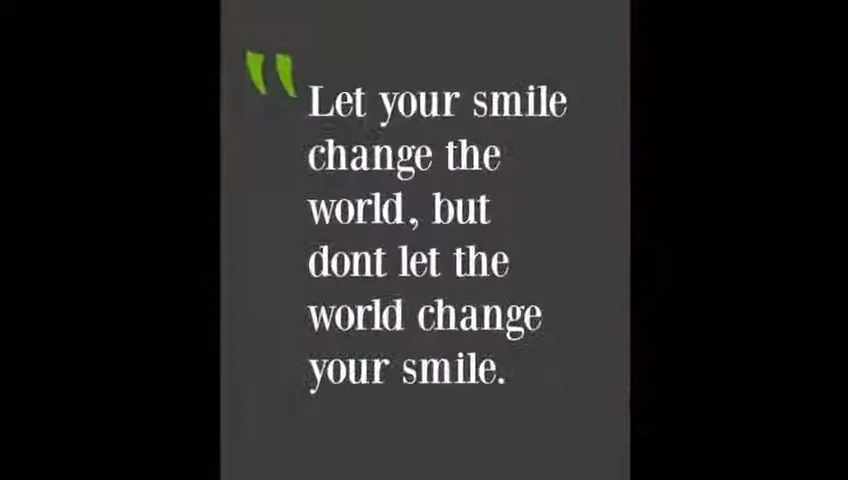 "
Let your smile
change the
world, but
dont let the
world change
your smile.